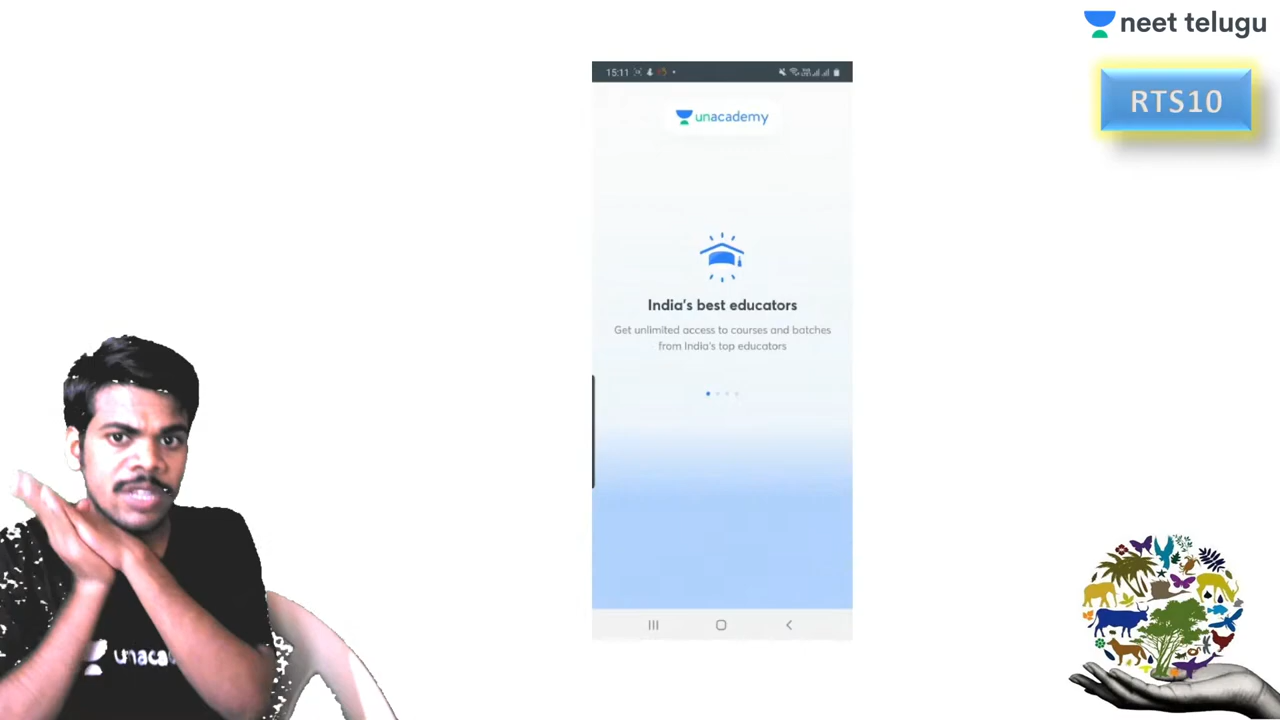 neet telugu
RTS10
15:11
unacademy
India's best educators
Get unlimited access to courses and batches
from India's top educators
unaca